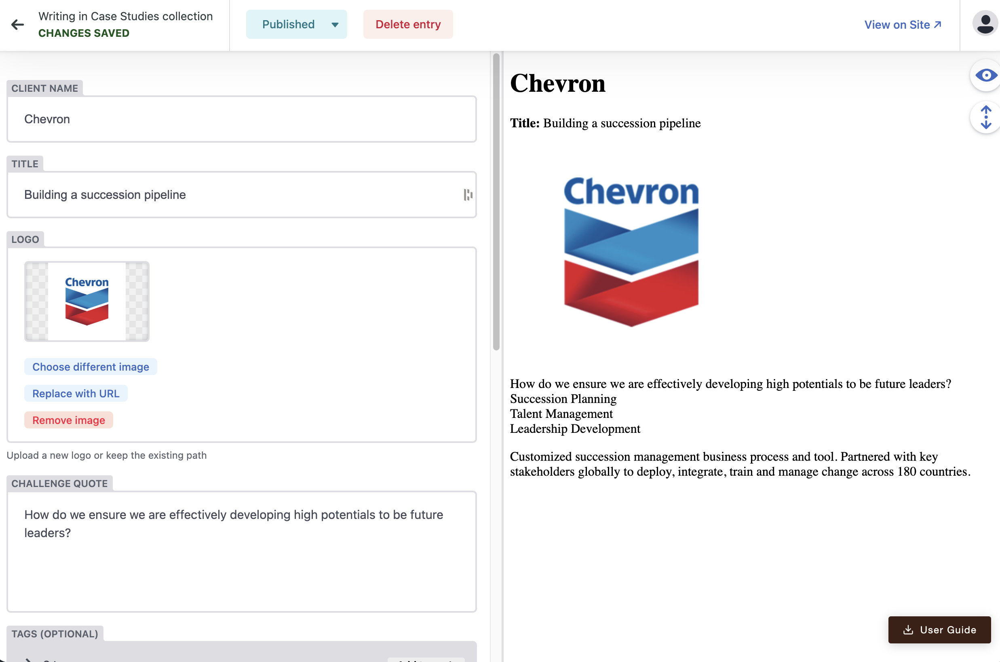 Writing in Case Studies collection
CHANGES SAVED
Published
Delete entry
View on Site
CLIENT NAME
Chevron
TITLE
Building a succession pipeline
LOGO
Chevron
Choose different image
Replace with URL
Remove image
Upload a new logo or keep the existing path
CHALLENGE QUOTE
How do we ensure we are effectively developing high potentials to be future
leaders?
TAGS (OPTIONAL)
Chevron
Title: Building a succession pipeline
Chevron
How do we ensure we are effectively developing high potentials to be future leaders?
Succession Planning
Talent Management
Leadership Development
Customized succession management business process and tool. Partnered with key
stakeholders globally to deploy, integrate, train and manage change across 180 countries.
User Guide